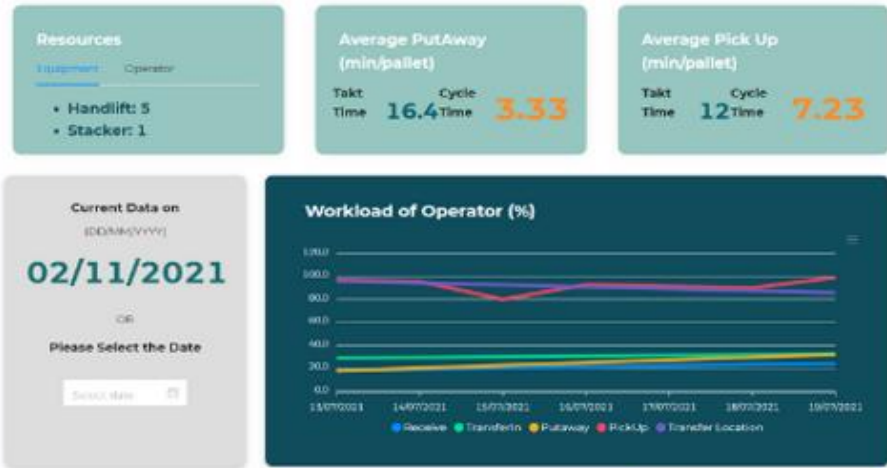 Resources
Equipment Operator
• Handlift: 5
• Stacker: 1
Average PutAway
(min/pallet)
Takt Time 16.4 Cycle Time 3.33
Average Pick Up
(min/pallet)
Takt Time 12 Cycle Time 7.23
Current Data on
(DD/MM/YYYY)
02/11/2021
OR
Please Select the Date
Select date
Workload of Operator (%)
120.0
100.0
80.0
60.0
40.0
20.0
0.0
13/07/2021 14/07/2021 15/07/2021 16/07/2021 17/07/2021 18/07/2021 19/07/2021
Receive TransferIn Putaway PickUp Transfer Location